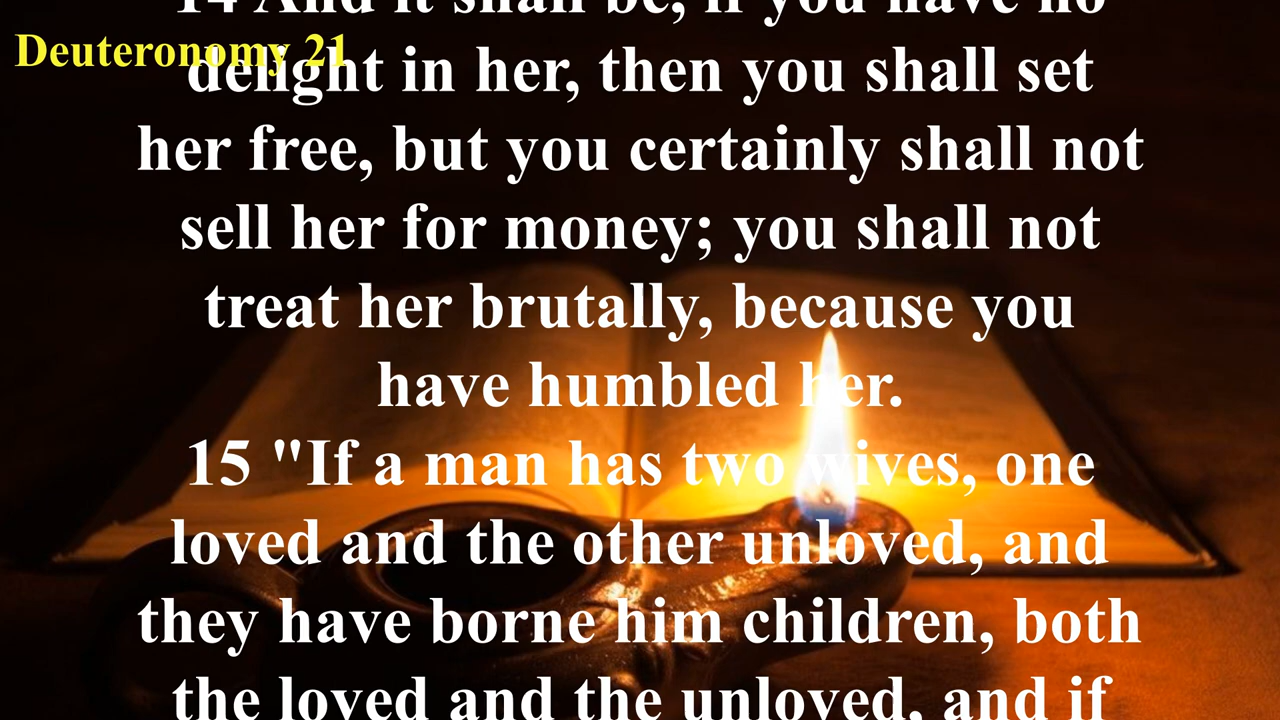 14 And it shall be, if you have no
Deuteronomy 21
delight in her, then you shall set
her free, but you certainly shall not
sell her for money; you shall not
treat her brutally, because you
have humbled her.
15 "If a man has two wives, one
loved and the other unloved, and
they have borne him children, both
the loved and the unloved, and if